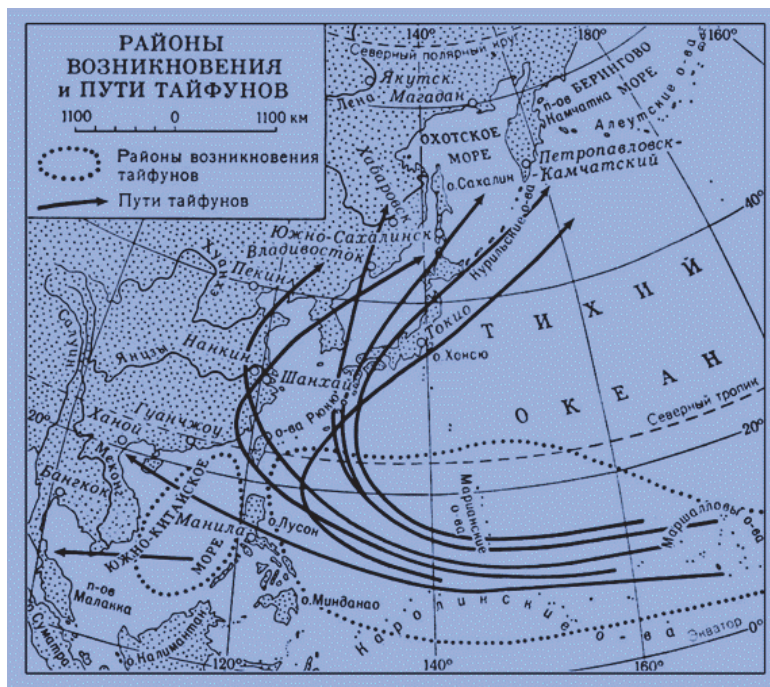 РАЙОНЫ
ВОЗНИКНОВЕНИЯ
и ПУТИ ТАЙФУНОВ
1100 0 1100 км
Районы возникновения
тайфунов
Пути тайфунов
140° 180° 160°
Северный полярный круг
Якутск
Лена
Магадан
п-ов
Камчатка
БЕРИНГОВО
МОРЕ
Алеутские о-ва
ОХОТСКОЕ
МОРЕ
Петропавловск-
Камчатский
о.Сахалин
Хабаровск
40°
Южно-Сахалинск
Владивосток
Курильские о-ва
Хуанхэ
Пекин
Токио
о.Хонсю
ТИХИЙ
ОКЕАН
Салуин
Янцзы
Нанкин
Шанхай
о-ва Рюкю
Северный тропик
20°
Ханой
Гуанчжоу
20°
Меконг
Бангкок
ЮЖНО-КИТАЙСКОЕ
МОРЕ
Манила
о.Лусон
Марианские
о-ва
Маршалловы
о-ва
п-ов
Малакка
о.Минданао
Каролинские о-ва
Экватор
0°
Суматра
о.Калимантан
120° 140° 160°